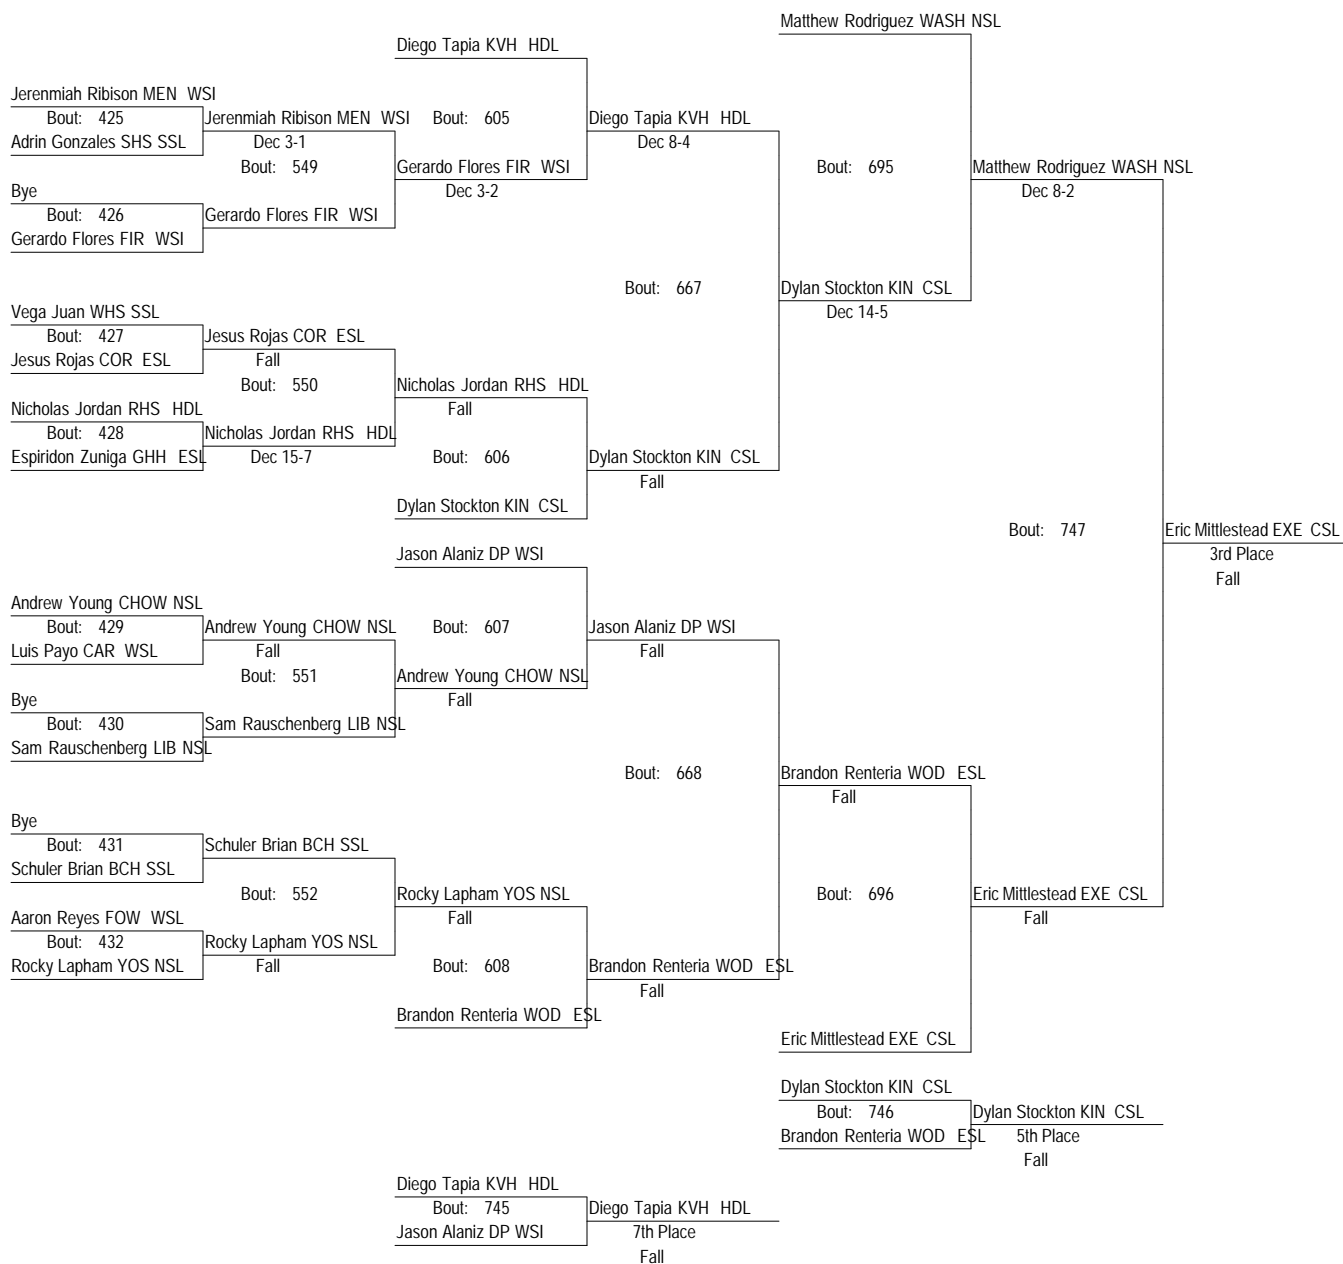 Matthew Rodriguez WASH NSL
Diego Tapia KVH HDL
Jerenmiah Ribison MEN WSI
Bout: 425
Jerenmiah Ribison MEN WSI
Bout: 605
Diego Tapia KVH HDL
Adrin Gonzales SHS SSL
Dec 3-1
Dec 8-4
Bout: 549
Gerardo Flores FIR WSI
Bout: 695
Matthew Rodriguez WASH NSL
Bye
Dec 3-2
Dec 8-2
Bout: 426
Gerardo Flores FIR WSI
Gerardo Flores FIR WSI
Bout: 667
Dylan Stockton KIN CSL
Vega Juan WHS SSL
Dec 14-5
Bout: 427
Jesus Rojas COR ESL
Jesus Rojas COR ESL
Fall
Bout: 550
Nicholas Jordan RHS HDL
Nicholas Jordan RHS HDL
Fall
Bout: 428
Nicholas Jordan RHS HDL
Espiridon Zuniga GHH ESL
Dec 15-7
Bout: 606
Dylan Stockton KIN CSL
Fall
Dylan Stockton KIN CSL
Bout: 747
Eric Mittlestead EXE CSL
Jason Alaniz DP WSI
3rd Place
Fall
Andrew Young CHOW NSL
Bout: 429
Andrew Young CHOW NSL
Bout: 607
Jason Alaniz DP WSI
Luis Payo CAR WSL
Fall
Fall
Bout: 551
Andrew Young CHOW NSL
Bye
Fall
Bout: 430
Sam Rauschenberg LIB NSL
Sam Rauschenberg LIB NSL
Bout: 668
Brandon Renteria WOD ESL
Fall
Bye
Bout: 431
Schuler Brian BCH SSL
Schuler Brian BCH SSL
Bout: 552
Rocky Lapham YOS NSL
Bout: 696
Eric Mittlestead EXE CSL
Aaron Reyes FOW WSL
Fall
Fall
Bout: 432
Rocky Lapham YOS NSL
Rocky Lapham YOS NSL
Fall
Bout: 608
Brandon Renteria WOD ESL
Fall
Brandon Renteria WOD ESL
Eric Mittlestead EXE CSL
Dylan Stockton KIN CSL
Bout: 746
Dylan Stockton KIN CSL
Brandon Renteria WOD ESL
5th Place
Fall
Diego Tapia KVH HDL
Bout: 745
Diego Tapia KVH HDL
Jason Alaniz DP WSI
7th Place
Fall